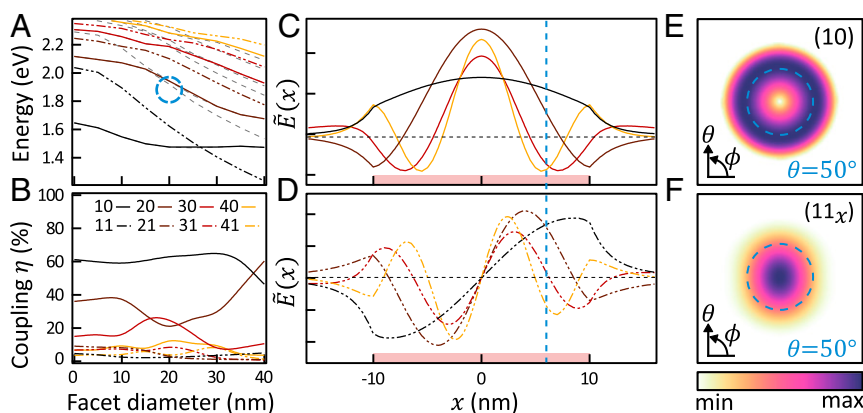 A
Energy (eV)
2.2
2.0
1.8
1.6
1.4
B
Coupling η (%)
100
80
60
40
20
0
10 20 30 40
11 21 31 41
0 10 20 30 40
Facet diameter (nm)
C
Ẽ(x)
D
Ẽ(x)
-10 0 10
x (nm)
E
(10)
θ
ϕ
θ=50°
F
(11x)
θ
ϕ
θ=50°
min max